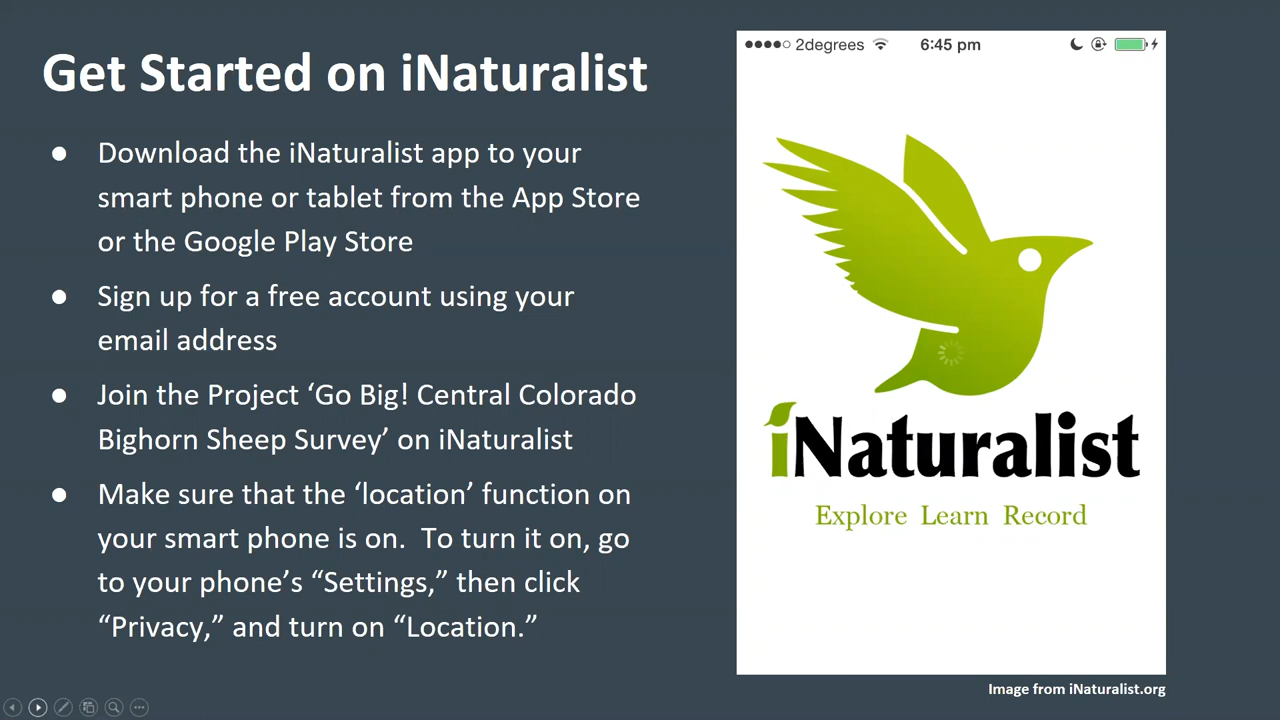 Get Started on iNaturalist
● Download the iNaturalist app to your
smart phone or tablet from the App Store
or the Google Play Store
● Sign up for a free account using your
email address
● Join the Project ‘Go Big! Central Colorado
Bighorn Sheep Survey’ on iNaturalist
● Make sure that the ‘location’ function on
your smart phone is on.  To turn it on, go
to your phone’s “Settings,” then click
“Privacy,” and turn on “Location.”
2degrees 6:45 pm
iNaturalist
Explore Learn Record
Image from iNaturalist.org